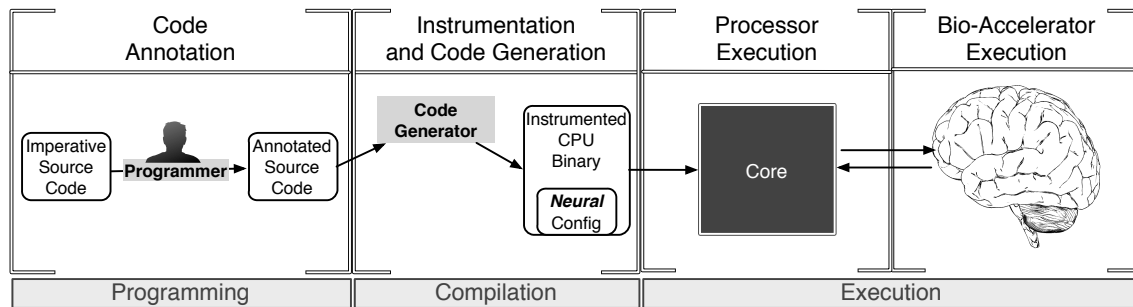 Code
Annotation
Instrumentation
and Code Generation
Processor
Execution
Bio-Accelerator
Execution
Imperative
Source
Code
Programmer
Annotated
Source
Code
Code
Generator
Instrumented
CPU
Binary
Neural
Config
Core
Programming
Compilation
Execution